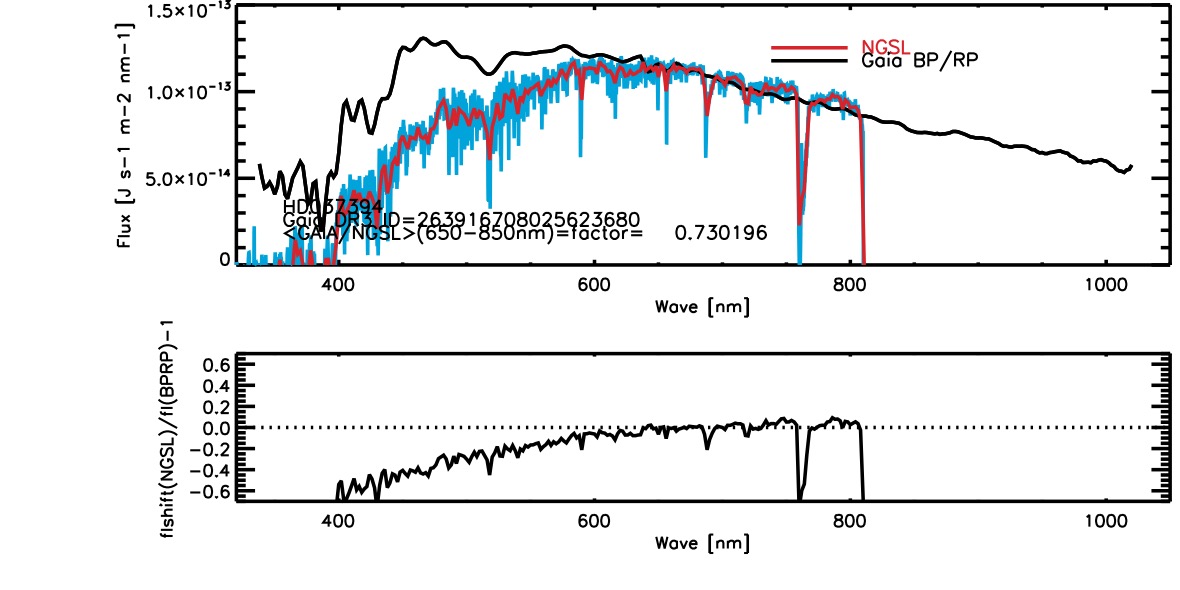 1.5×10−13
1.0×10−13
5.0×10−14
0
Flux [J s−1 m−2 nm−1]
NGSL
Gaia BP/RP
HD037394
Gaia DR3 ID=263916708025623680
<GAIA/NGSL>(650−850nm)=factor= 0.730196
400 600 800 1000
Wave [nm]
0.6
0.4
0.2
0.0
−0.2
−0.4
−0.6
flshift(NGSL)/fl(BPRP)−1
400 600 800 1000
Wave [nm]